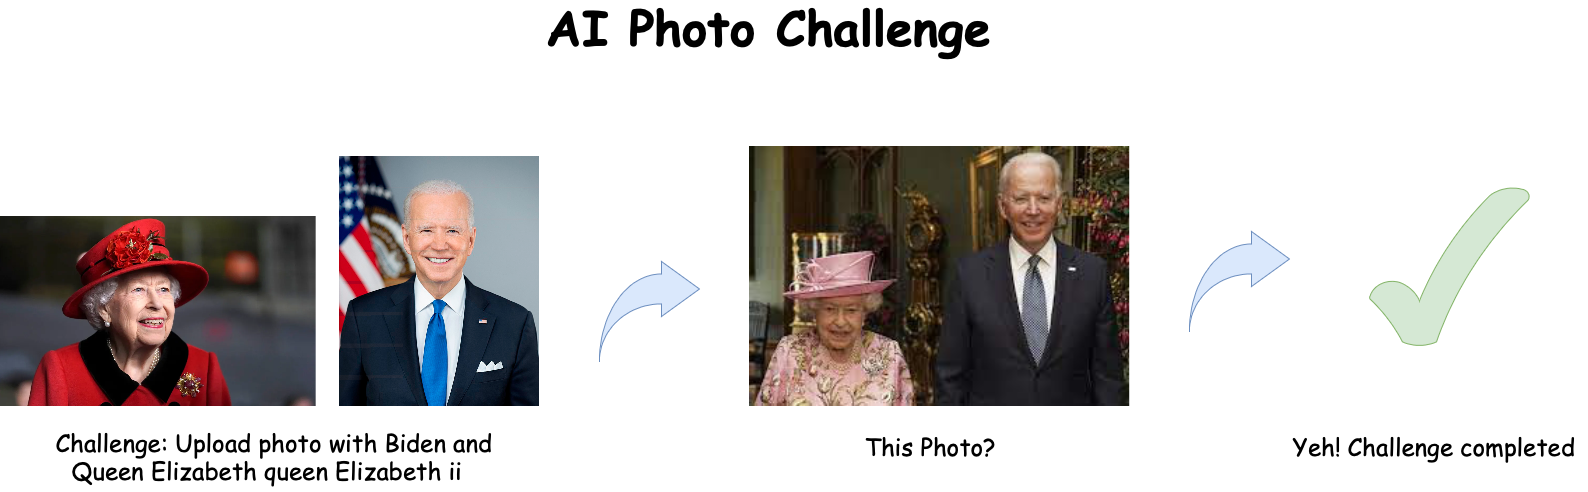 AI Photo Challenge
Challenge: Upload photo with Biden and
Queen Elizabeth queen Elizabeth ii
This Photo?
Yeh! Challenge completed